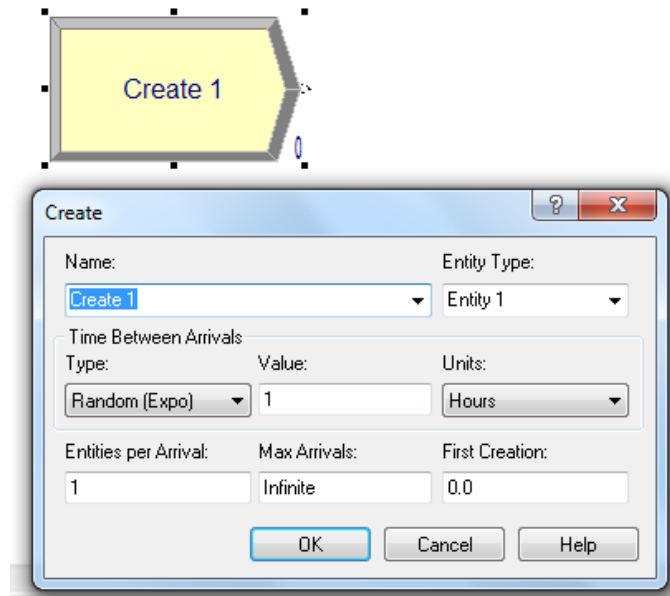 Create 1
0
Create
?
Name: Entity Type:
Create 1 Entity 1
Time Between Arrivals
Type: Value: Units:
Random (Expo) 1 Hours
Entities per Arrival: Max Arrivals: First Creation:
1 Infinite 0.0
OK Cancel Help